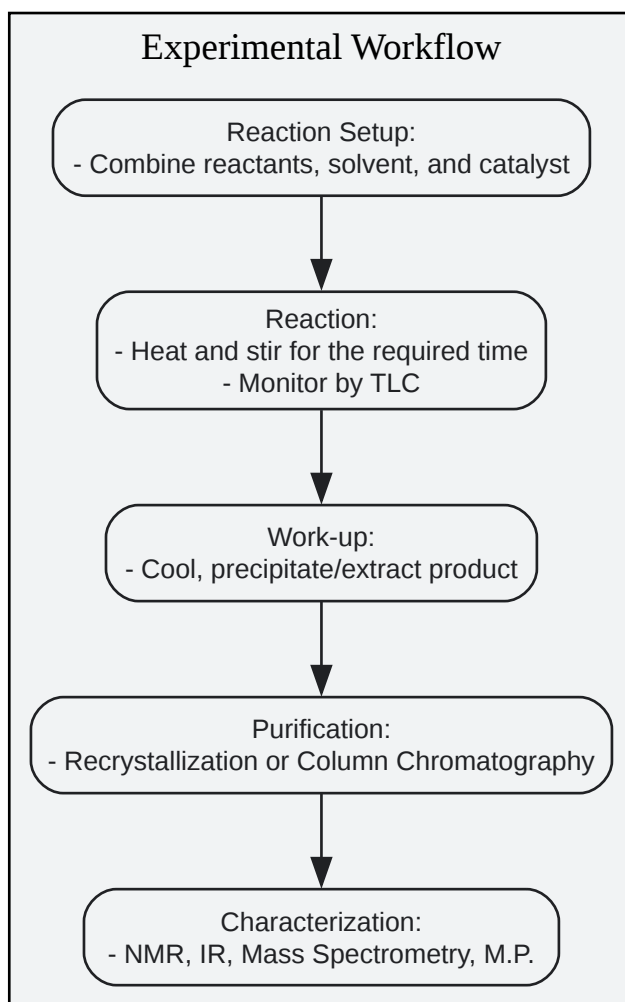 Experimental Workflow
Reaction Setup:
- Combine reactants, solvent, and catalyst
Reaction:
- Heat and stir for the required time
- Monitor by TLC
Work-up:
- Cool, precipitate/extract product
Purification:
- Recrystallization or Column Chromatography
Characterization:
- NMR, IR, Mass Spectrometry, M.P.